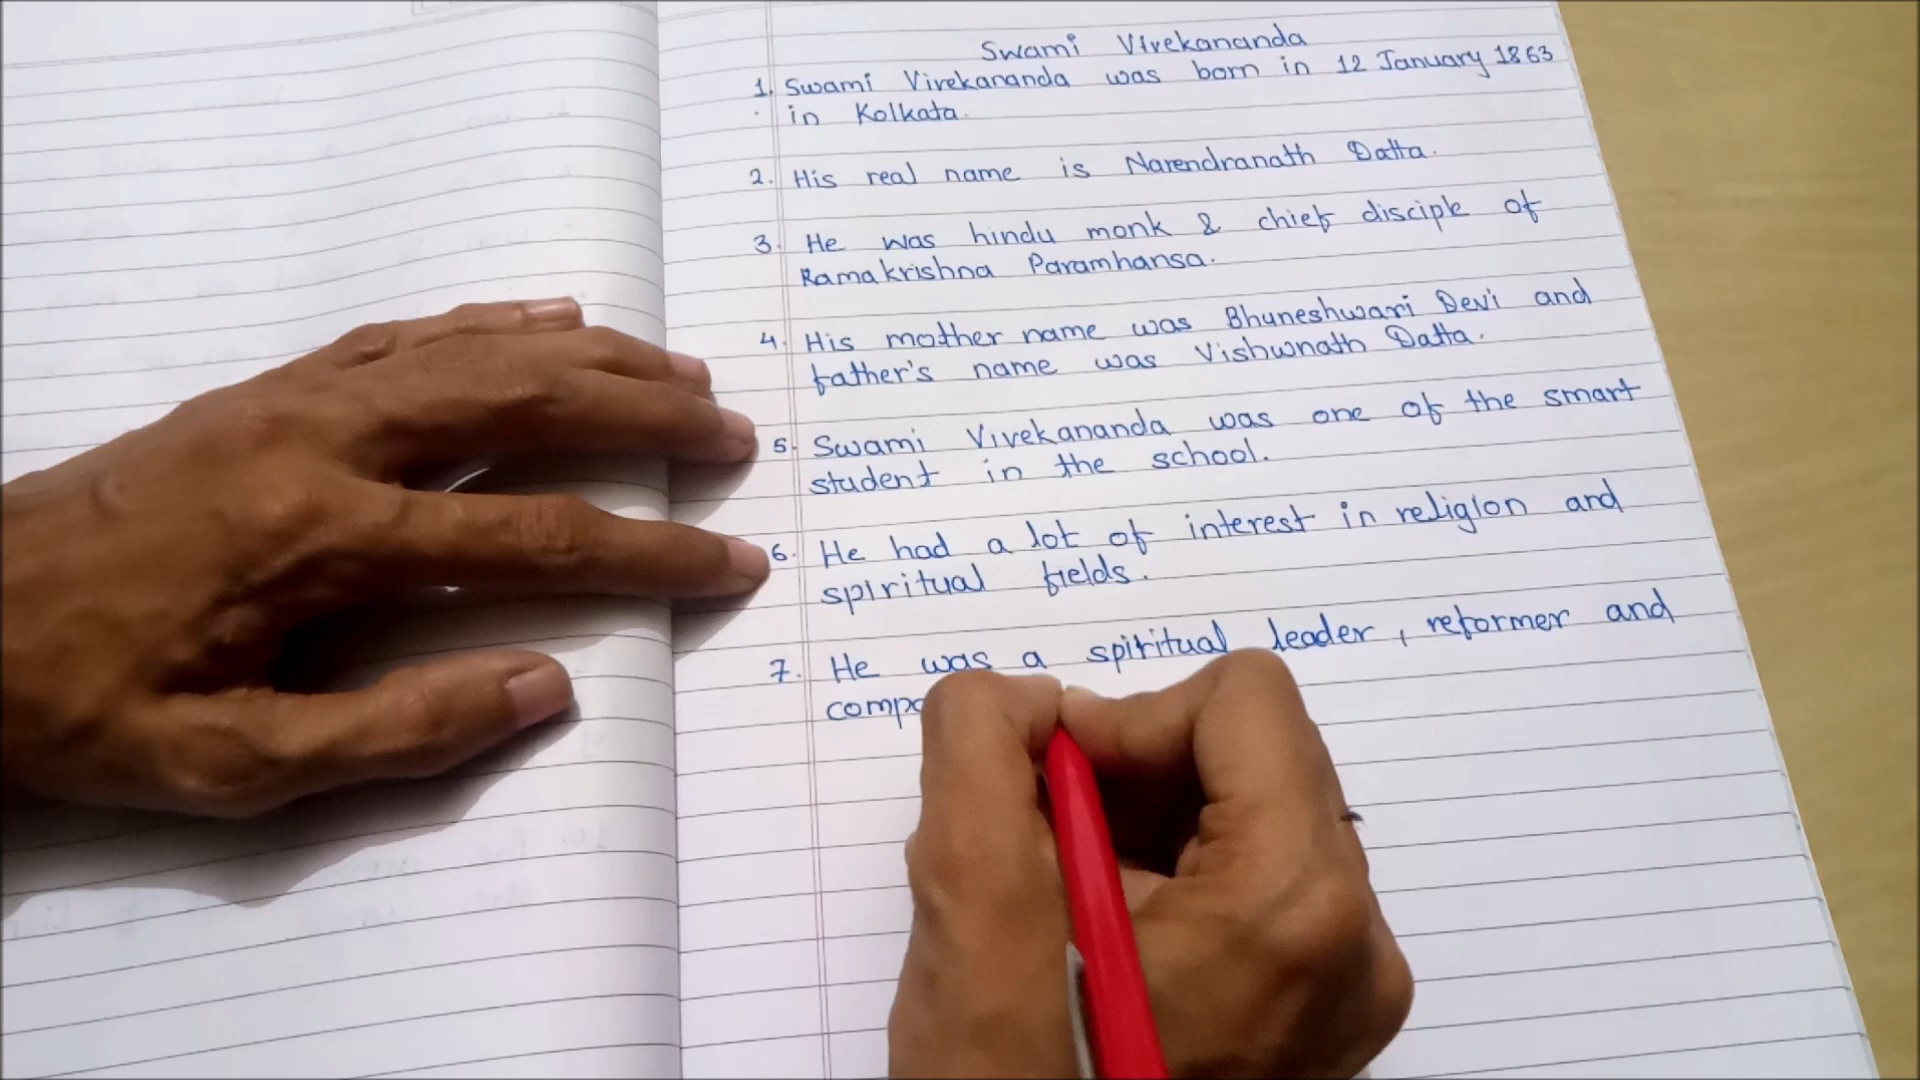 Swami Vivekananda
1. Swami Vivekananda was born in 12 January 1863
in Kolkata.
2. His real name is Narendranath Datta.
3. He was hindu monk & chief disciple of
Ramakrishna Paramhansa.
4. His mother name was Bhuneshwari Devi and
father's name was Vishwnath Datta.
5. Swami Vivekananda was one of the smart
student in the school.
6. He had a lot of interest in religion and
spiritual fields.
7. He was a spiritual leader, reformer and